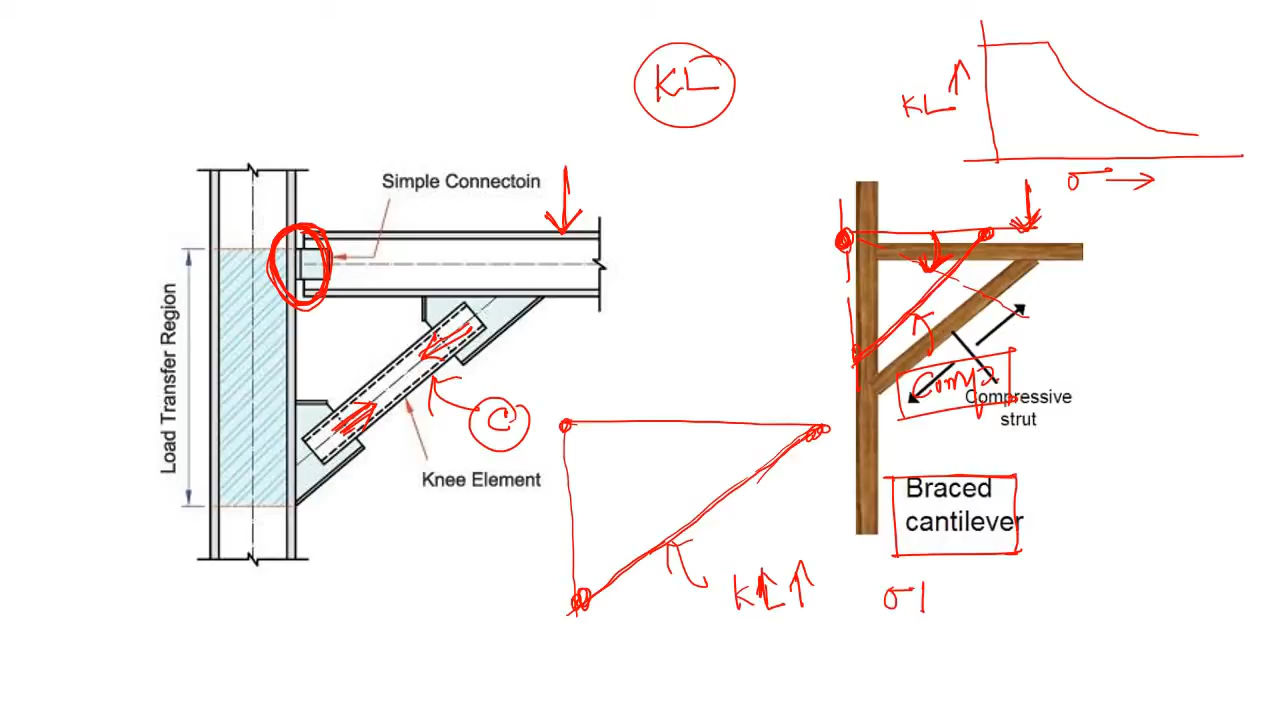 KL
KL ↑
σ →
Simple Connectoin
Load Transfer Region
C
Knee Element
Comp
Compressive
strut
Braced
cantilever
KL ↑